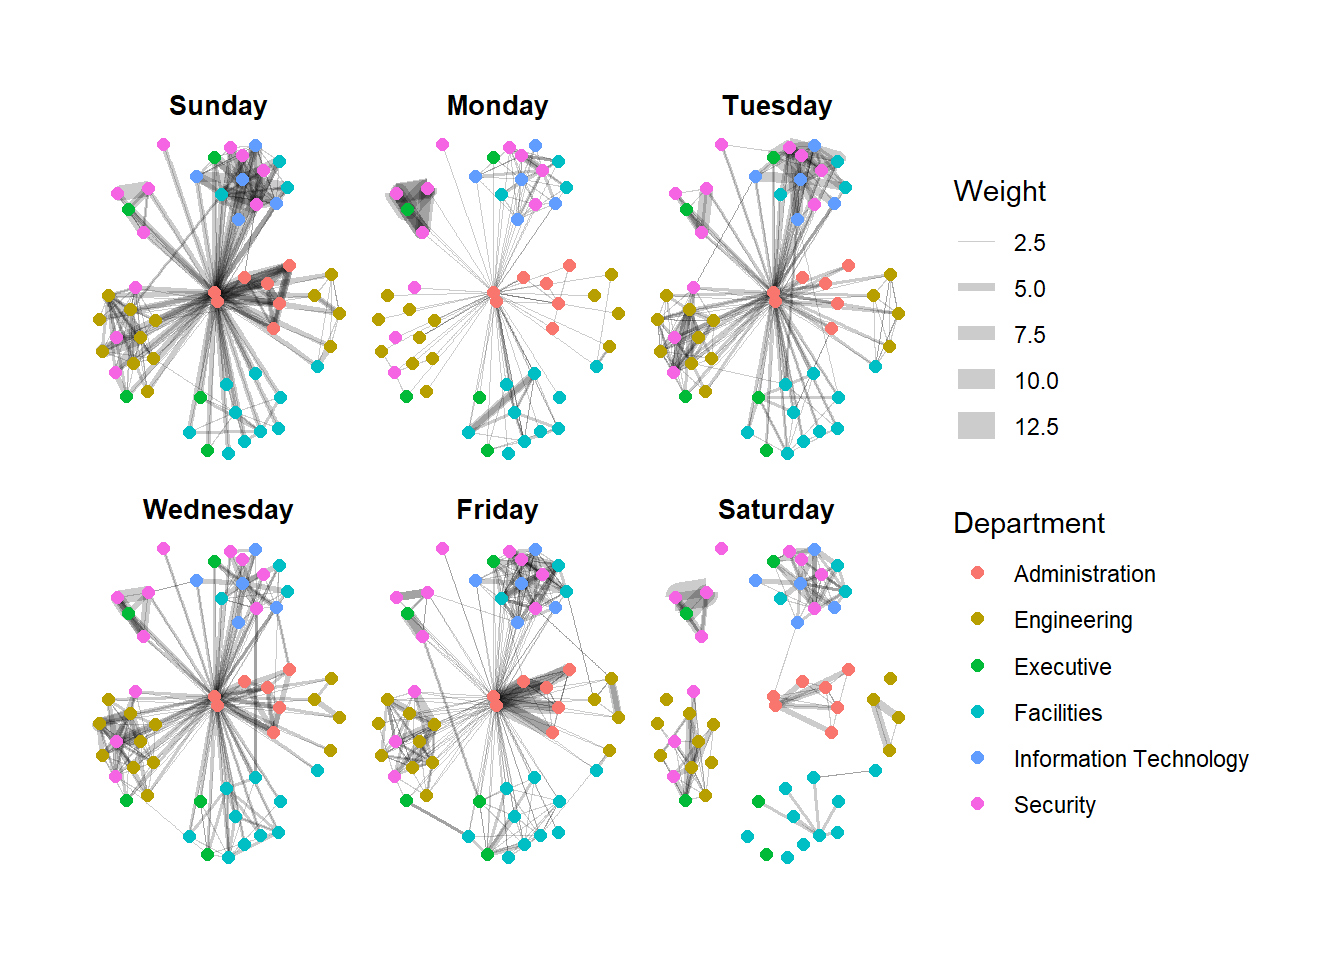 Sunday
Monday
Tuesday
Wednesday
Friday
Saturday
Weight
2.5
5.0
7.5
10.0
12.5
Department
Administration
Engineering
Executive
Facilities
Information Technology
Security